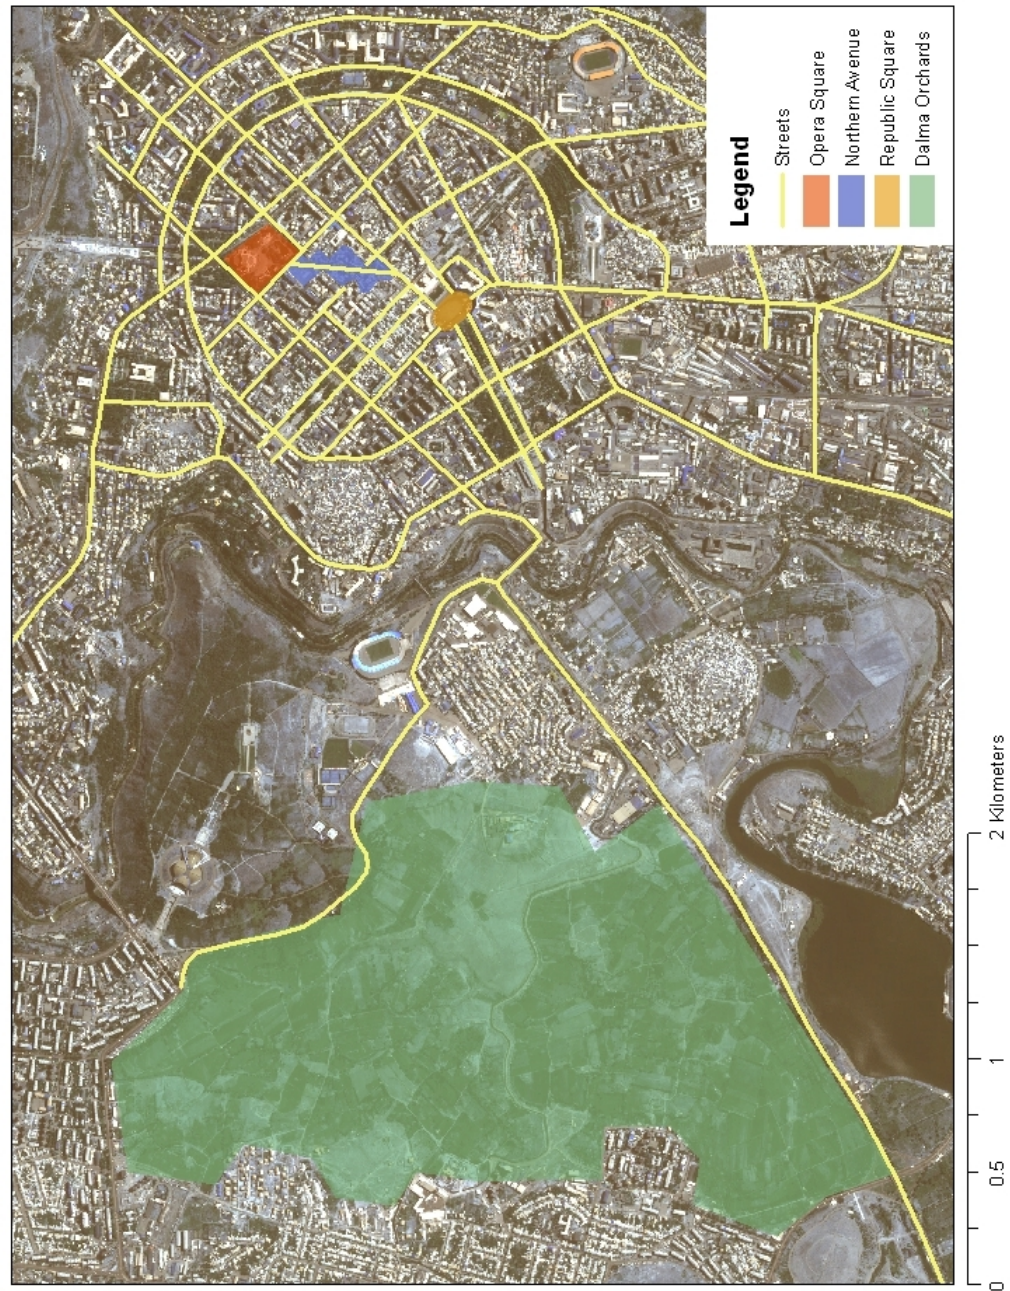 Legend
Streets
Opera Square
Northern Avenue
Republic Square
Dalma Orchards
0 0.5 1 2 Kilometers